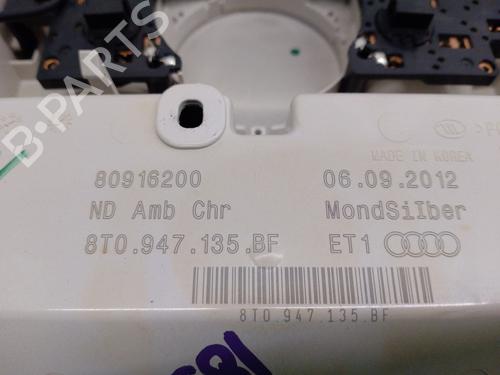 B-PARTS
MADE IN KOREA
80916200 06.09.2012
ND Amb Chr MondSilber
8T0.947.135.BF ET1
8T0.947.135.BF